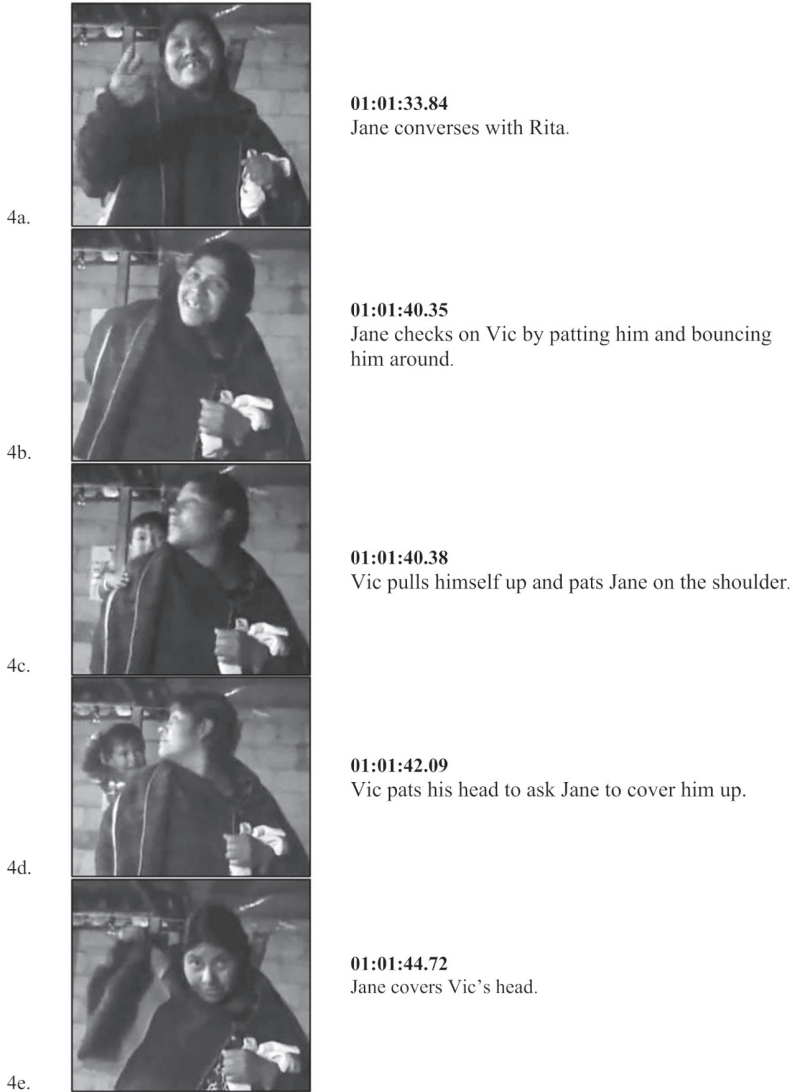 01:01:33.84
Jane converses with Rita.
4a.
01:01:40.35
Jane checks on Vic by patting him and bouncing
him around.
4b.
01:01:40.38
Vic pulls himself up and pats Jane on the shoulder.
4c.
01:01:42.09
Vic pats his head to ask Jane to cover him up.
4d.
01:01:44.72
Jane covers Vic’s head.
4e.